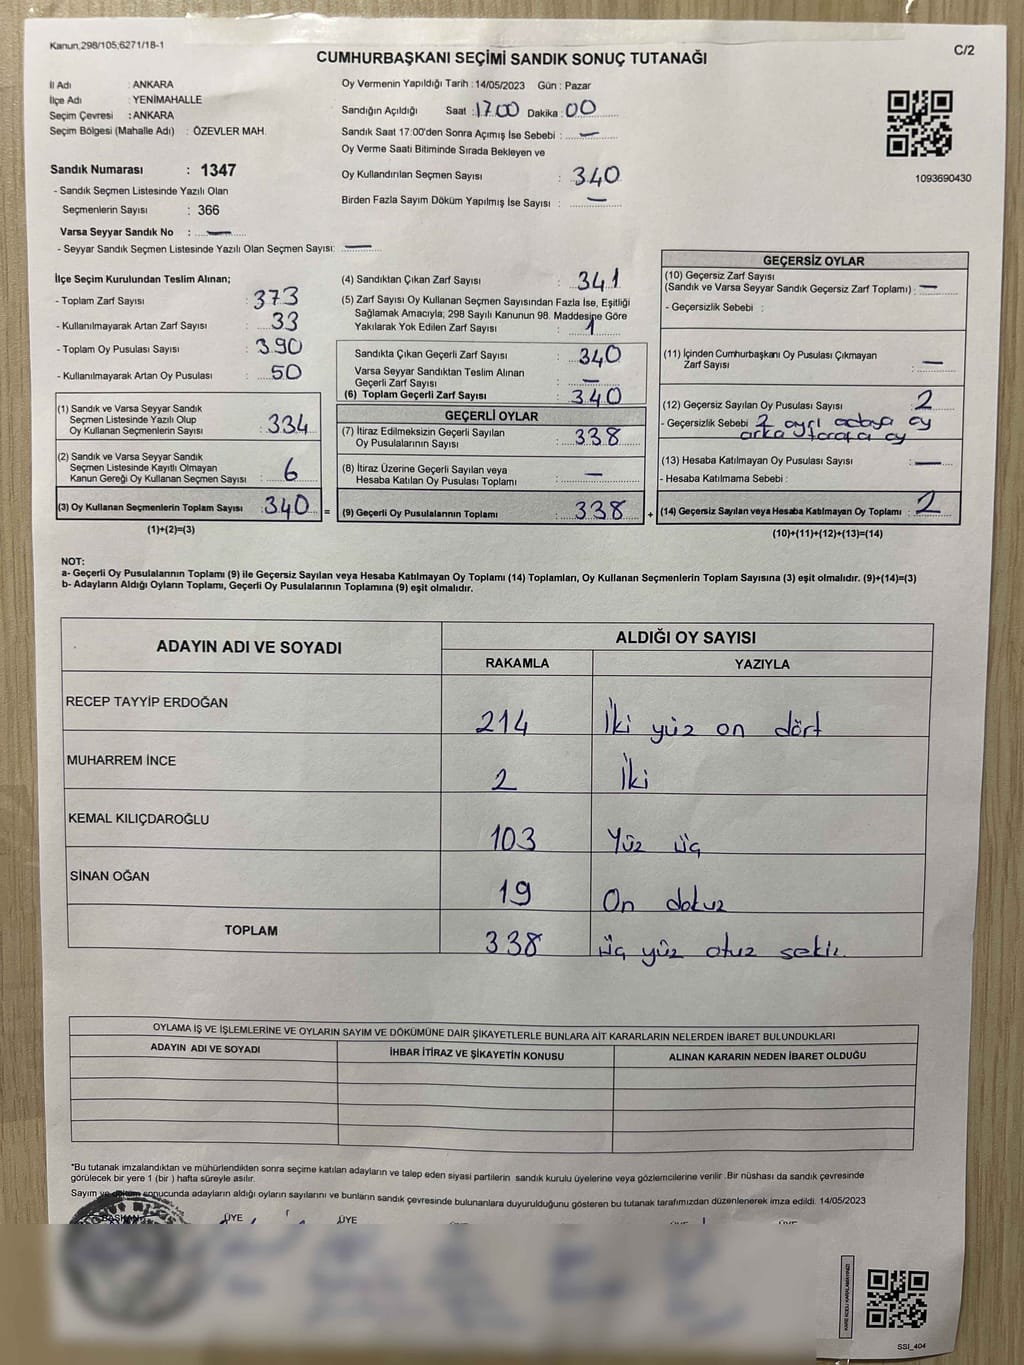 Kanun,298/105;6271/18-1
C/2
CUMHURBAŞKANI SEÇİMİ SANDIK SONUÇ TUTANAĞI
İl Adı : ANKARA
İlçe Adı : YENİMAHALLE
Seçim Çevresi : ANKARA
Seçim Bölgesi (Mahalle Adı) : ÖZEVLER MAH.
Sandık Numarası : 1347
- Sandık Seçmen Listesinde Yazılı Olan
Seçmenlerin Sayısı : 366
Varsa Seyyar Sandık No : —
- Seyyar Sandık Seçmen Listesinde Yazılı Olan Seçmen Sayısı: —
Oy Vermenin Yapıldığı Tarih : 14/05/2023 Gün : Pazar
Sandığın Açıldığı Saat : 17.00 Dakika : 00
Sandık Saat 17:00'den Sonra Açımış İse Sebebi : —
Oy Verme Saati Bitiminde Sırada Bekleyen ve
Oy Kullandırılan Seçmen Sayısı : 340
Birden Fazla Sayım Döküm Yapılmış İse Sayısı : —
1093690430
İlçe Seçim Kurulundan Teslim Alınan;
- Toplam Zarf Sayısı : 373
- Kullanılmayarak Artan Zarf Sayısı : 33
- Toplam Oy Pusulası Sayısı : 390
- Kullanılmayarak Artan Oy Pusulası : 50
(1) Sandık ve Varsa Seyyar Sandık
Seçmen Listesinde Yazılı Olup
Oy Kullanan Seçmenlerin Sayısı : 334
(2) Sandık ve Varsa Seyyar Sandık
Seçmen Listesinde Kayıtlı Olmayan
Kanun Gereği Oy Kullanan Seçmen Sayısı : 6
(3) Oy Kullanan Seçmenlerin Toplam Sayısı : 340 =
(1)+(2)=(3)
(4) Sandıktan Çıkan Zarf Sayısı : 341
(5) Zarf Sayısı Oy Kullanan Seçmen Sayısından Fazla İse, Eşitliği
Sağlamak Amacıyla; 298 Sayılı Kanunun 98. Maddesine Göre
Yakılarak Yok Edilen Zarf Sayısı : 1
Sandıkta Çıkan Geçerli Zarf Sayısı : 340
Varsa Seyyar Sandıktan Teslim Alınan
Geçerli Zarf Sayısı : —
(6) Toplam Geçerli Zarf Sayısı : 340
GEÇERLİ OYLAR
(7) İtiraz Edilmeksizin Geçerli Sayılan
Oy Pusulalarının Sayısı : 338
(8) İtiraz Üzerine Geçerli Sayılan veya
Hesaba Katılan Oy Pusulası Toplamı : —
(9) Geçerli Oy Pusulalarının Toplamı : 338 +
GEÇERSİZ OYLAR
(10) Geçersiz Zarf Sayısı
(Sandık ve Varsa Seyyar Sandık Geçersiz Zarf Toplamı) : —
- Geçersizlik Sebebi :
(11) İçinden Cumhurbaşkanı Oy Pusulası Çıkmayan
Zarf Sayısı : —
(12) Geçersiz Sayılan Oy Pusulası Sayısı : 2
- Geçersizlik Sebebi 2 ayrı adaya oy
arka tarafa oy
(13) Hesaba Katılmayan Oy Pusulası Sayısı : —
- Hesaba Katılmama Sebebi :
(14) Geçersiz Sayılan veya Hesaba Katılmayan Oy Toplamı : 2
(10)+(11)+(12)+(13)=(14)
NOT:
a- Geçerli Oy Pusulalarının Toplamı (9) ile Geçersiz Sayılan veya Hesaba Katılmayan Oy Toplamı (14) Toplamları, Oy Kullanan Seçmenlerin Toplam Sayısına (3) eşit olmalıdır. (9)+(14)=(3)
b- Adayların Aldığı Oyların Toplamı, Geçerli Oy Pusulalarının Toplamına (9) eşit olmalıdır.
ADAYIN ADI VE SOYADI
ALDIĞI OY SAYISI
RAKAMLA YAZIYLA
RECEP TAYYİP ERDOĞAN 214 İki yüz on dört
MUHARREM İNCE 2 İki
KEMAL KILIÇDAROĞLU 103 Yüz üç
SİNAN OĞAN 19 On dokuz
TOPLAM 338 üç yüz otuz sekiz.
OYLAMA İŞ VE İŞLEMLERİNE VE OYLARIN SAYIM VE DÖKÜMÜNE DAİR ŞİKAYETLERLE BUNLARA AİT KARARLARIN NELERDEN İBARET BULUNDUKLARI
ADAYIN ADI VE SOYADI İHBAR İTİRAZ VE ŞİKAYETİN KONUSU ALINAN KARARIN NEDEN İBARET OLDUĞU
*Bu tutanak imzalandıktan ve mühürlendikten sonra seçime katılan adayların ve talep eden siyasi partilerin sandık kurulu üyelerine veya gözlemcilerine verilir. Bir nüshası da sandık çevresinde
görülecek bir yere 1 (bir ) hafta süreyle asılır.
Sayım ve döküm sonucunda adayların aldığı oyların sayılarını ve bunların sandık çevresinde bulunanlara duyurulduğunu gösteren bu tutanak tarafımızdan düzenlenerek imza edildi. 14/05/2023
BAŞKAN ÜYE ÜYE
SSI_404